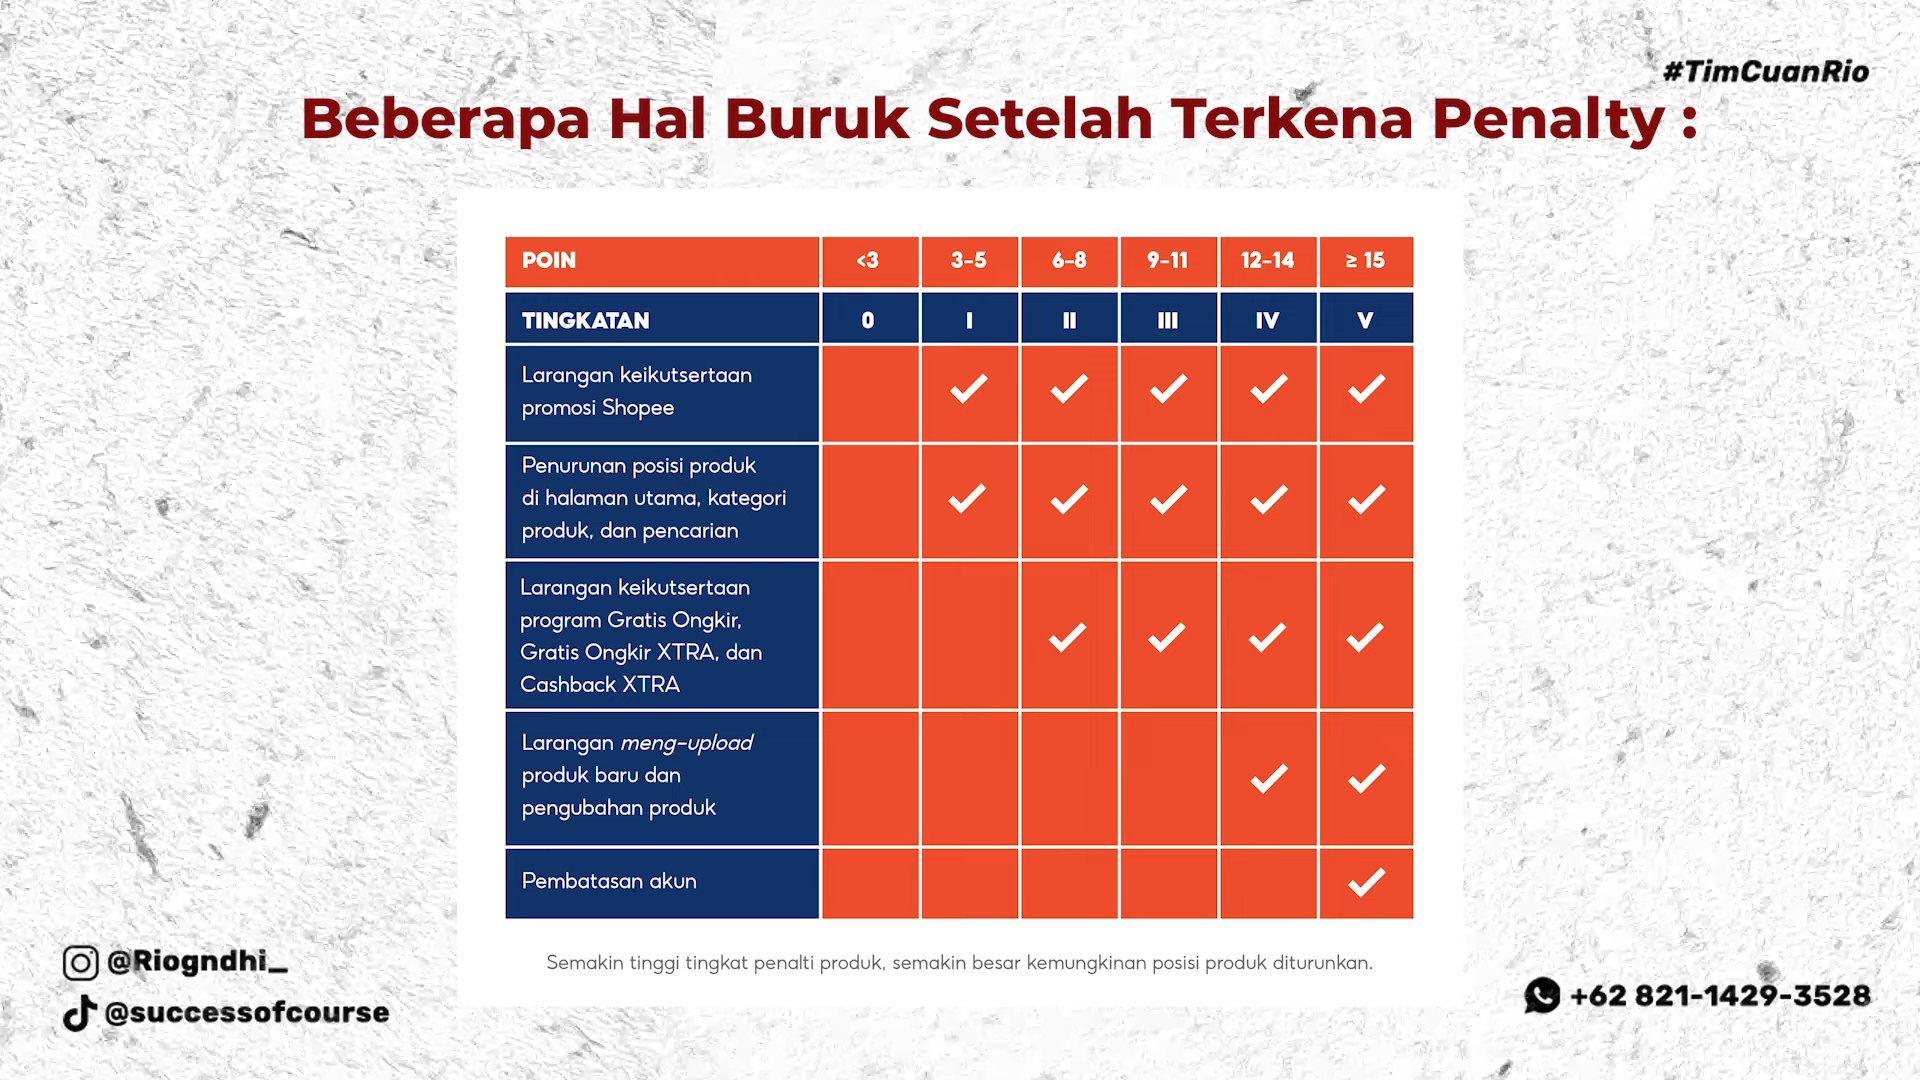 #TimCuanRio
Beberapa Hal Buruk Setelah Terkena Penalty :
POIN <3 3-5 6-8 9-11 12-14 ≥ 15
TINGKATAN 0 I II III IV V
Larangan keikutsertaan
promosi Shopee
Penurunan posisi produk
di halaman utama, kategori
produk, dan pencarian
Larangan keikutsertaan
program Gratis Ongkir,
Gratis Ongkir XTRA, dan
Cashback XTRA
Larangan meng-upload
produk baru dan
pengubahan produk
Pembatasan akun
Semakin tinggi tingkat penalti produk, semakin besar kemungkinan posisi produk diturunkan.
@Riogndhi_
@successofcourse
+62 821-1429-3528